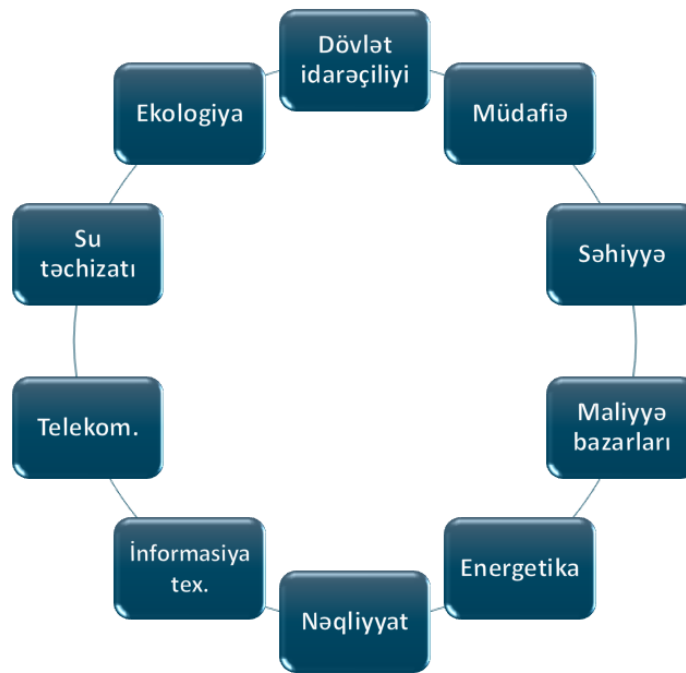 Dövlət
idarəçiliyi
Müdafiə
Səhiyyə
Maliyyə
bazarları
Energetika
Nəqliyyat
İnformasiya
tex.
Telekom.
Su
təchizatı
Ekologiya